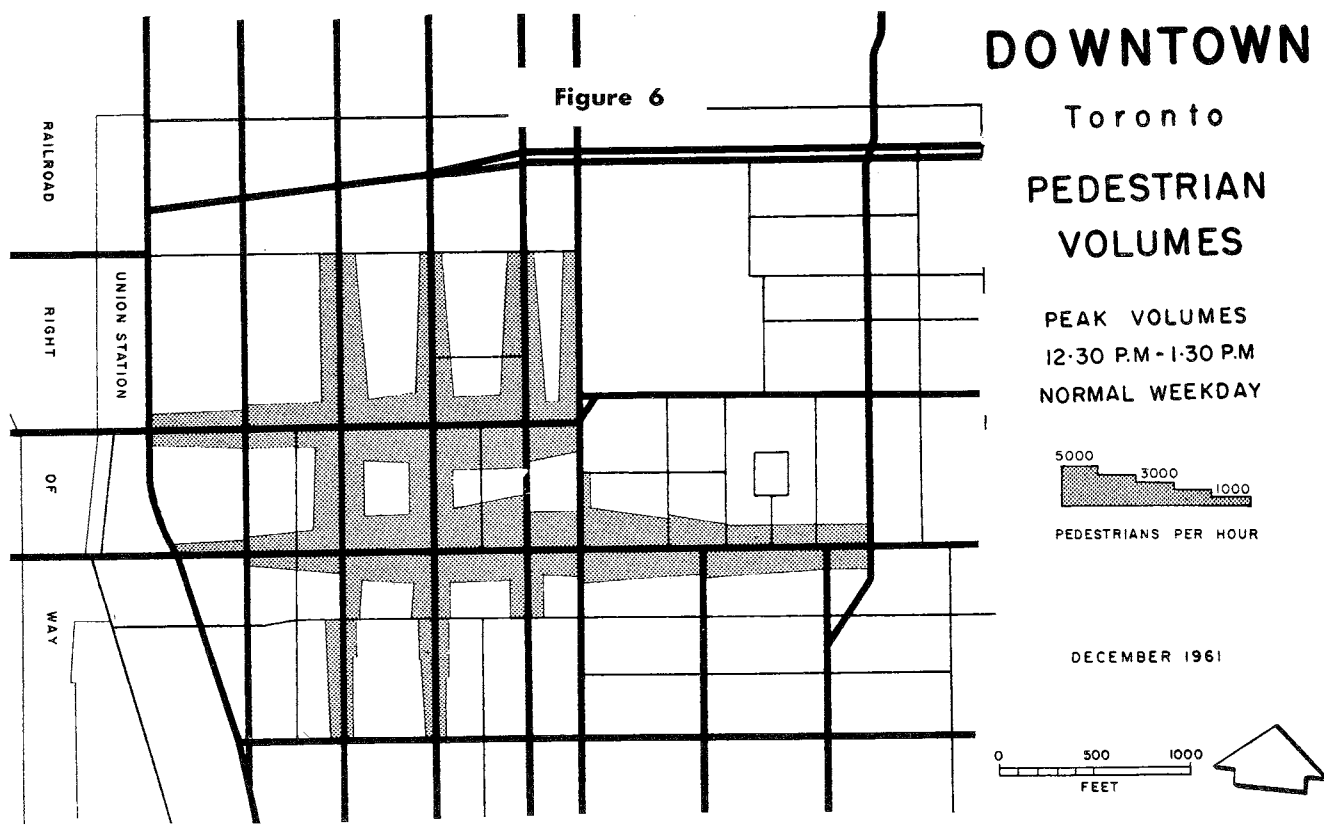 Figure 6
DOWNTOWN
Toronto
PEDESTRIAN
VOLUMES
PEAK VOLUMES
12·30 P.M - 1·30 P.M
NORMAL WEEKDAY
5000
3000
1000
PEDESTRIANS PER HOUR
DECEMBER 1961
0 500 1000
FEET
RAILROAD
RIGHT
OF
WAY
UNION STATION